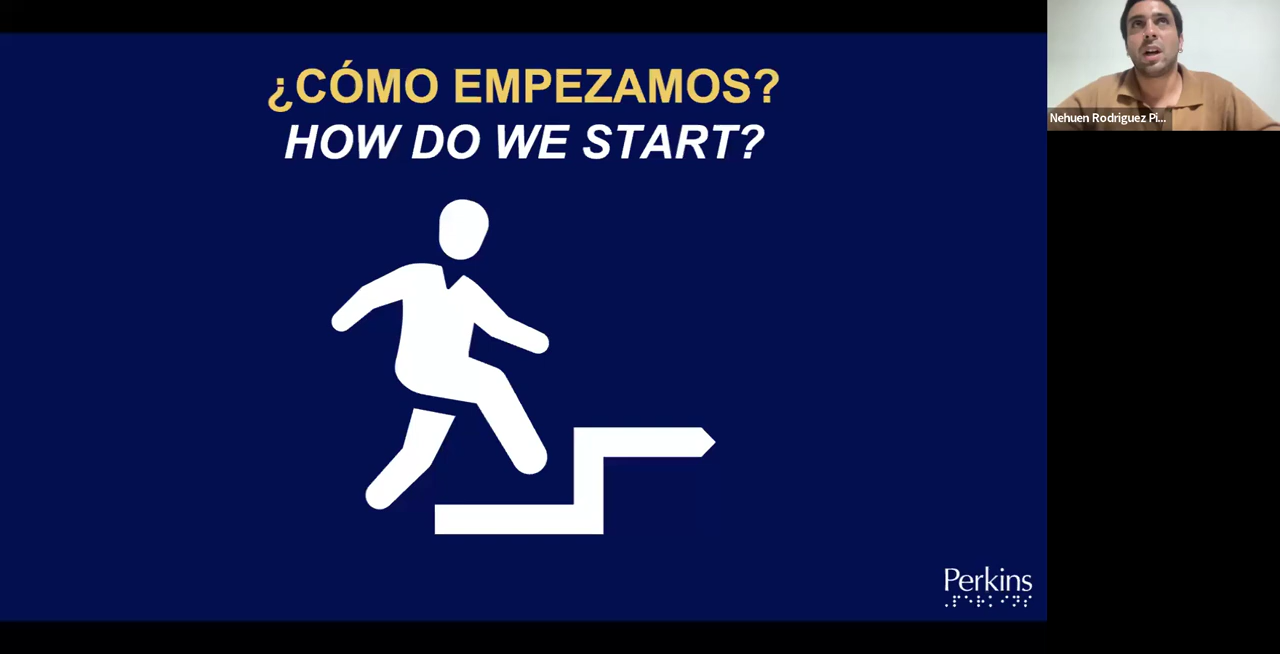 ¿CÓMO EMPEZAMOS?
HOW DO WE START?
Nehuen Rodriguez Pi...
Perkins
⠠⠏⠑⠗⠅⠊⠝⠎